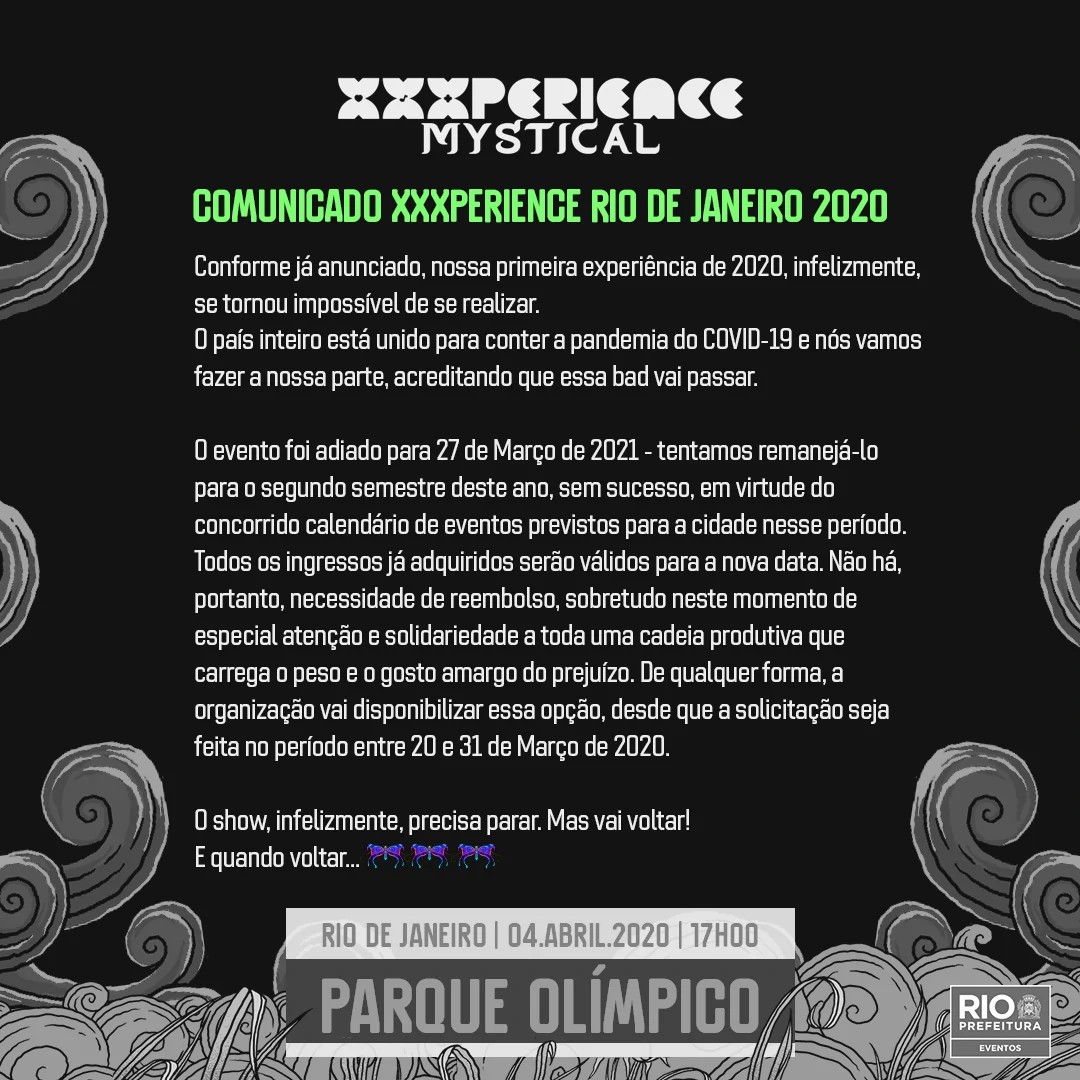 XXXPERIENCE
MYSTICAL
COMUNICADO XXXPERIENCE RIO DE JANEIRO 2020
Conforme já anunciado, nossa primeira experiência de 2020, infelizmente,
se tornou impossível de se realizar.
O país inteiro está unido para conter a pandemia do COVID-19 e nós vamos
fazer a nossa parte, acreditando que essa bad vai passar.
O evento foi adiado para 27 de Março de 2021 - tentamos remanejá-lo
para o segundo semestre deste ano, sem sucesso, em virtude do
concorrido calendário de eventos previstos para a cidade nesse período.
Todos os ingressos já adquiridos serão válidos para a nova data. Não há,
portanto, necessidade de reembolso, sobretudo neste momento de
especial atenção e solidariedade a toda uma cadeia produtiva que
carrega o peso e o gosto amargo do prejuízo. De qualquer forma, a
organização vai disponibilizar essa opção, desde que a solicitação seja
feita no período entre 20 e 31 de Março de 2020.
O show, infelizmente, precisa parar. Mas vai voltar!
E quando voltar...
RIO DE JANEIRO | 04.ABRIL.2020 | 17H00
PARQUE OLÍMPICO
RIO
PREFEITURA
EVENTOS